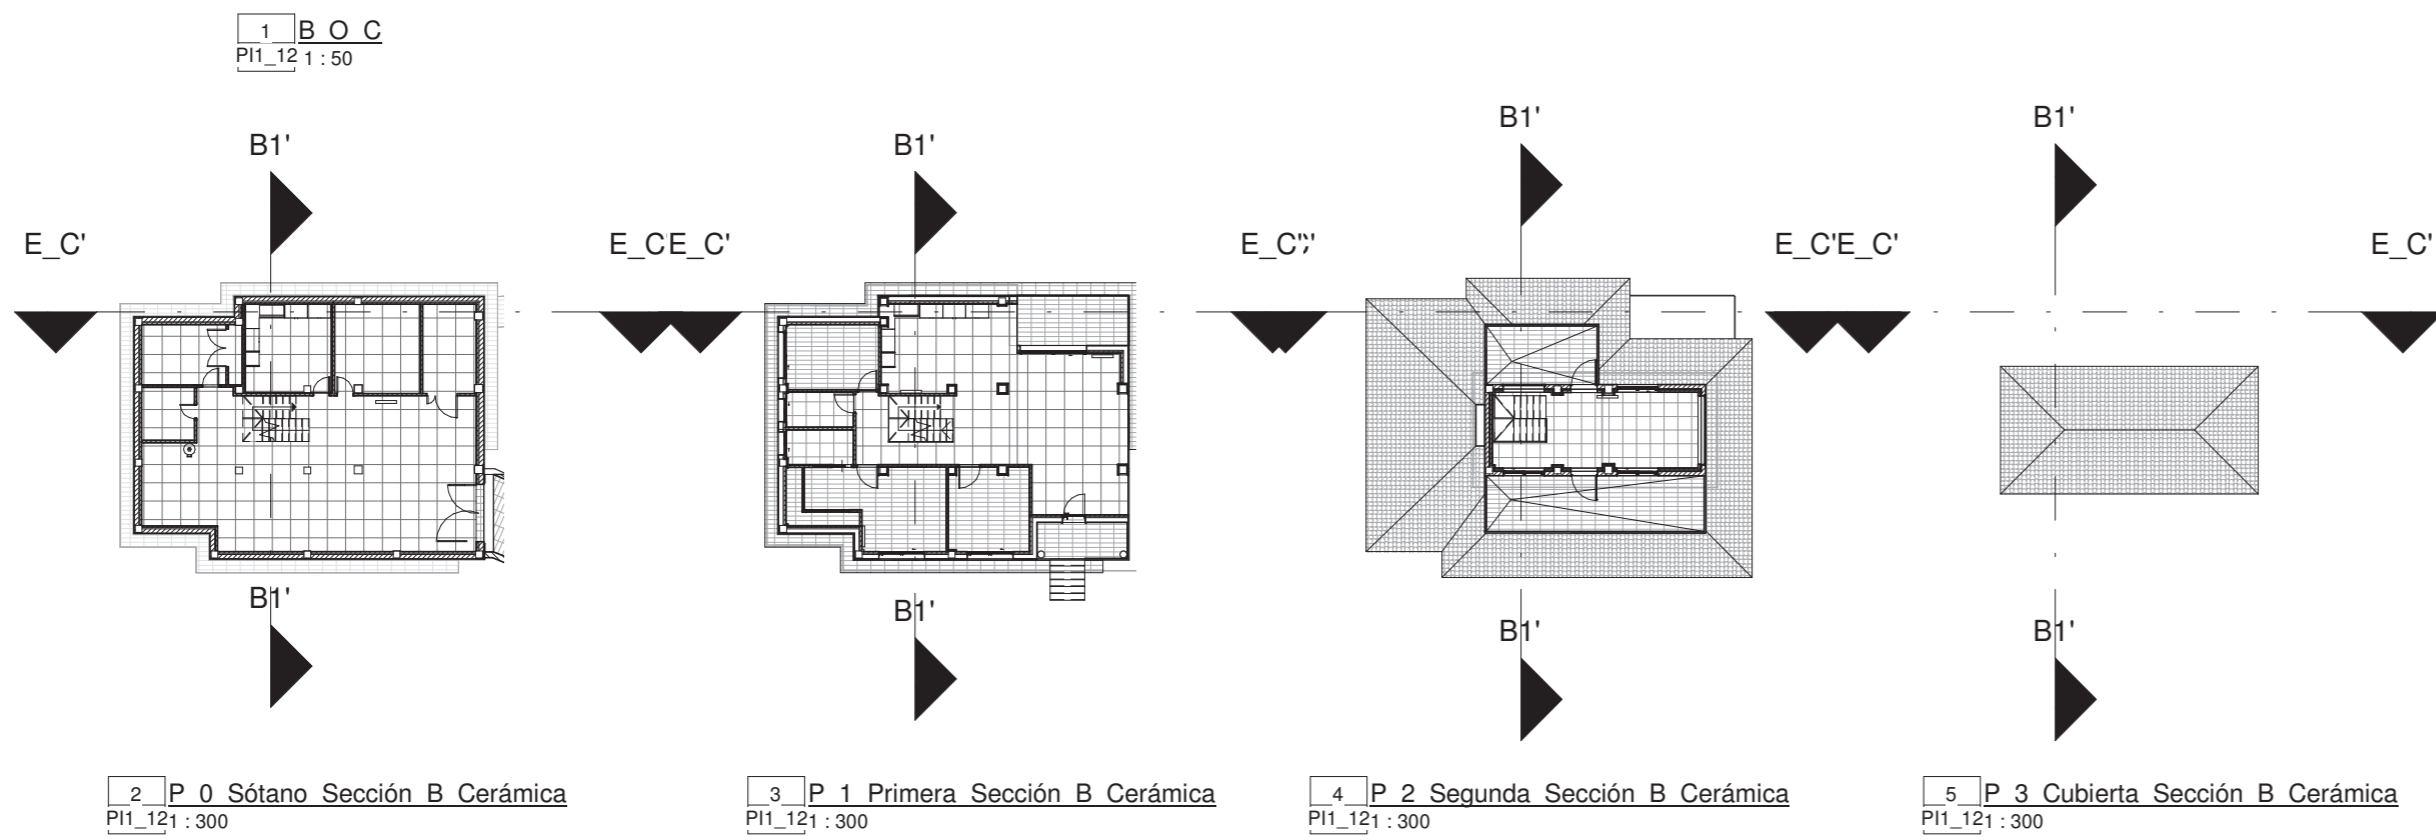 1 B O C
PI1_12 1 : 50
B1' B1' B1' B1'
E_C' E_C' E_C' E_C' E_C' E_C' E_C'
B1' B1' B1' B1'
2 P 0 Sótano Sección B Cerámica
PI1_12 1 : 300
3 P 1 Primera Sección B Cerámica
PI1_12 1 : 300
4 P 2 Segunda Sección B Cerámica
PI1_12 1 : 300
5 P 3 Cubierta Sección B Cerámica
PI1_12 1 : 300